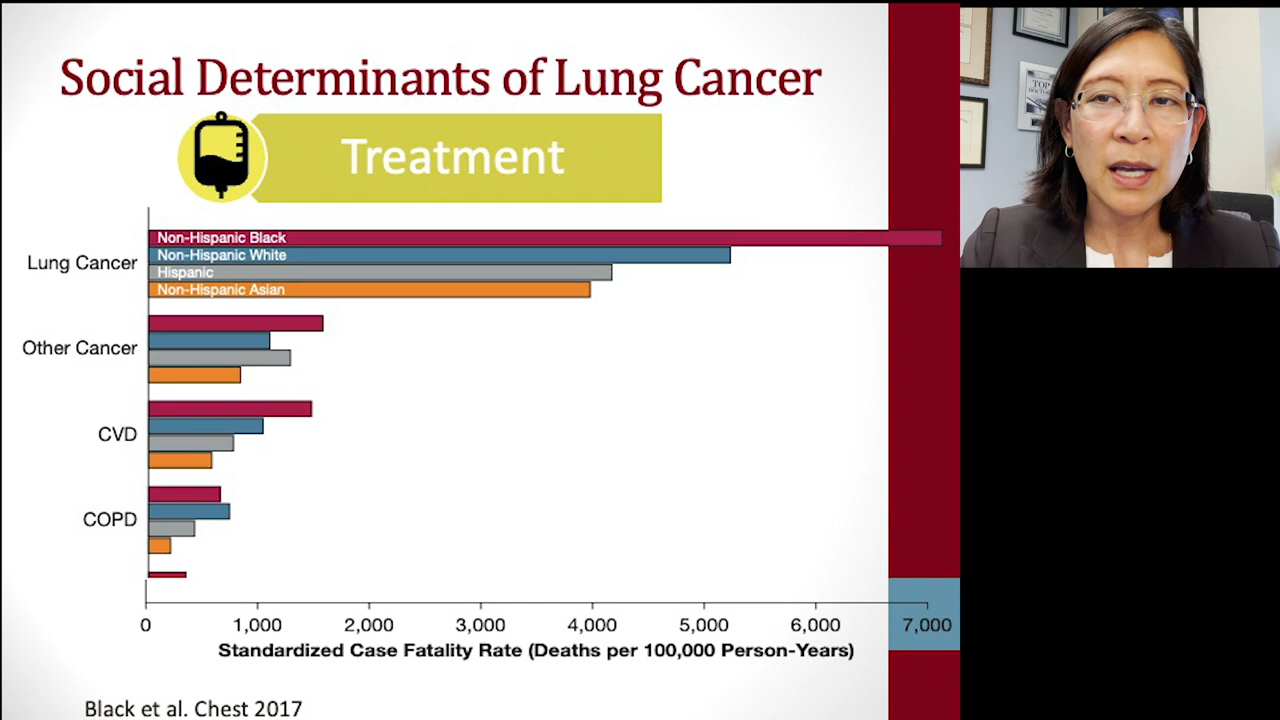 Social Determinants of Lung Cancer
Treatment
Lung Cancer
Non-Hispanic Black
Non-Hispanic White
Hispanic
Non-Hispanic Asian
Other Cancer
CVD
COPD
0 1,000 2,000 3,000 4,000 5,000 6,000 7,000
Standardized Case Fatality Rate (Deaths per 100,000 Person-Years)
Black et al. Chest 2017
TOP